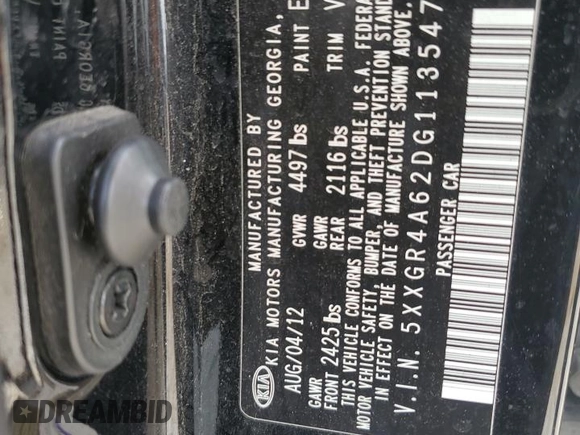 KIA
MANUFACTURED BY
KIA MOTORS MANUFACTURING GEORGIA,
AUG/04/12 GVWR 4497 lbs PAINT E
GAWR FRONT 2425 lbs GAWR REAR 2116 lbs TRIM V
THIS VEHICLE CONFORMS TO ALL APPLICABLE U.S.A. FEDERA
MOTOR VEHICLE SAFETY, BUMPER, AND THEFT PREVENTION STAN
IN EFFECT ON THE DATE OF MANUFACTURE SHOWN ABOVE.
V.I.N. 5XXGR4A62DG113547
PASSENGER CAR
DREAMBID